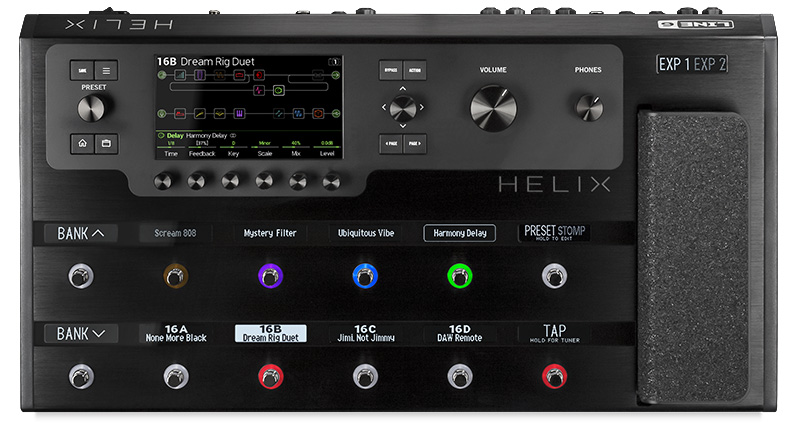 HELIX
LINE 6
16B Dream Rig Duet
1
SAVE
PRESET
BYPASS
ACTION
VOLUME
PHONES
EXP 1 EXP 2
Delay Harmony Delay
1/8 [37%] D Minor 40% 0.0dB
Time Feedback Key Scale Mix Level
< PAGE
PAGE >
HELIX
BANK
Scream 808
Mystery Filter
Ubiquitous Vibe
Harmony Delay
PRESET STOMP
HOLD TO EDIT
BANK
16A
None More Black
16B
Dream Rig Duet
16C
Jimi, Not Jimmy
16D
DAW Remote
TAP
HOLD FOR TUNER